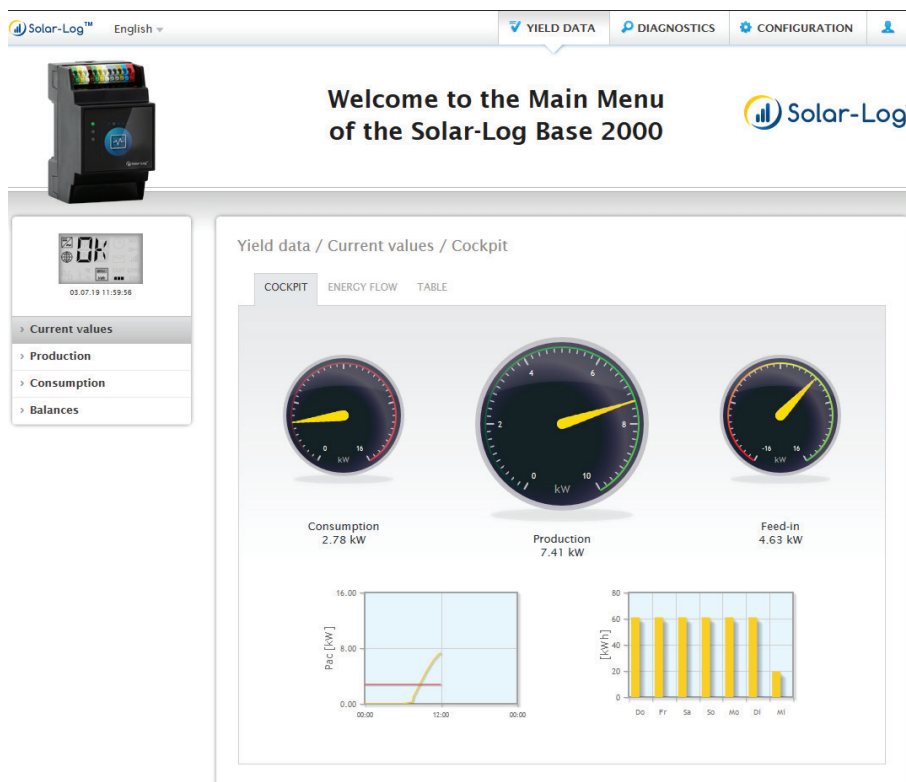 Solar-Log™ English
YIELD DATA DIAGNOSTICS CONFIGURATION
Welcome to the Main Menu
of the Solar-Log Base 2000
Solar-Log
OK
03.07.19 11:59:56
Current values
Production
Consumption
Balances
Yield data / Current values / Cockpit
COCKPIT ENERGY FLOW TABLE
0 16
kW
0 2 4 6 8 10
kW
-16 16
kW
Consumption
2.78 kW
Production
7.41 kW
Feed-in
4.63 kW
Pac [kW]
16.00
8.00
0.00
00:00 12:00 00:00
[kWh]
80
60
40
20
0
Do Fr Sa So Mo Di Mi